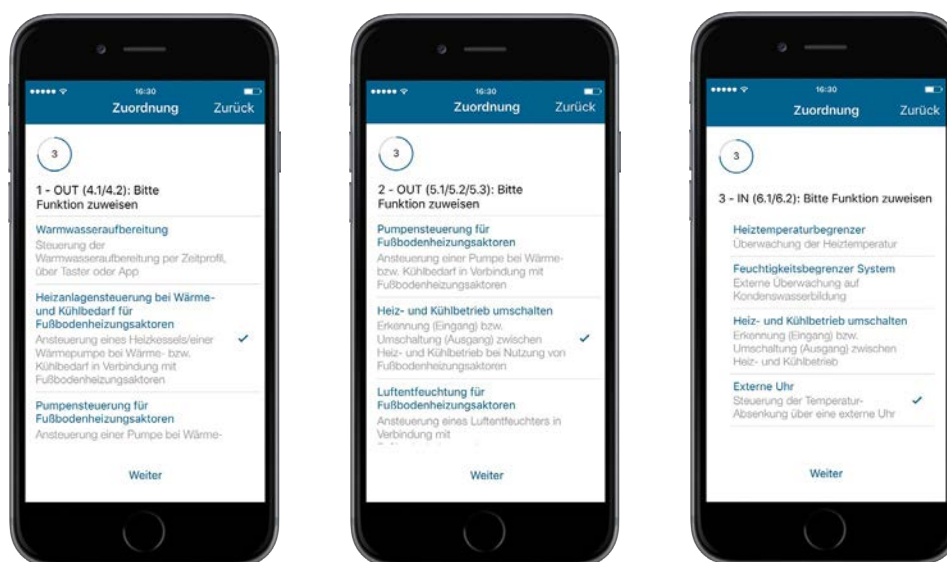 16:30
Zuordnung Zurück
3
1 - OUT (4.1/4.2): Bitte
Funktion zuweisen
Warmwasseraufbereitung
Steuerung der
Warmwasseraufbereitung per Zeitprofil,
über Taster oder App
Heizanlagensteuerung bei Wärme-
und Kühlbedarf für
Fußbodenheizungsaktoren
Ansteuerung eines Heizkessels/einer
Wärmepumpe bei Wärme- bzw.
Kühlbedarf in Verbindung mit
Fußbodenheizungsaktoren
Pumpensteuerung für
Fußbodenheizungsaktoren
Ansteuerung einer Pumpe bei Wärme-
Weiter
16:30
Zuordnung Zurück
3
2 - OUT (5.1/5.2/5.3): Bitte
Funktion zuweisen
Pumpensteuerung für
Fußbodenheizungsaktoren
Ansteuerung einer Pumpe bei Wärme-
bzw. Kühlbedarf in Verbindung mit
Fußbodenheizungsaktoren
Heiz- und Kühlbetrieb umschalten
Erkennung (Eingang) bzw.
Umschaltung (Ausgang) zwischen
Heiz- und Kühlbetrieb bei Nutzung von
Fußbodenheizungsaktoren
Luftentfeuchtung für
Fußbodenheizungsaktoren
Ansteuerung eines Luftentfeuchters in
Verbindung mit
Weiter
16:30
Zuordnung Zurück
3
3 - IN (6.1/6.2): Bitte Funktion zuweisen
Heiztemperaturbegrenzer
Überwachung der Heiztemperatur
Feuchtigkeitsbegrenzer System
Externe Überwachung auf
Kondenswasserbildung
Heiz- und Kühlbetrieb umschalten
Erkennung (Eingang) bzw.
Umschaltung (Ausgang) zwischen
Heiz- und Kühlbetrieb
Externe Uhr
Steuerung der Temperatur-
Absenkung über eine externe Uhr
Weiter